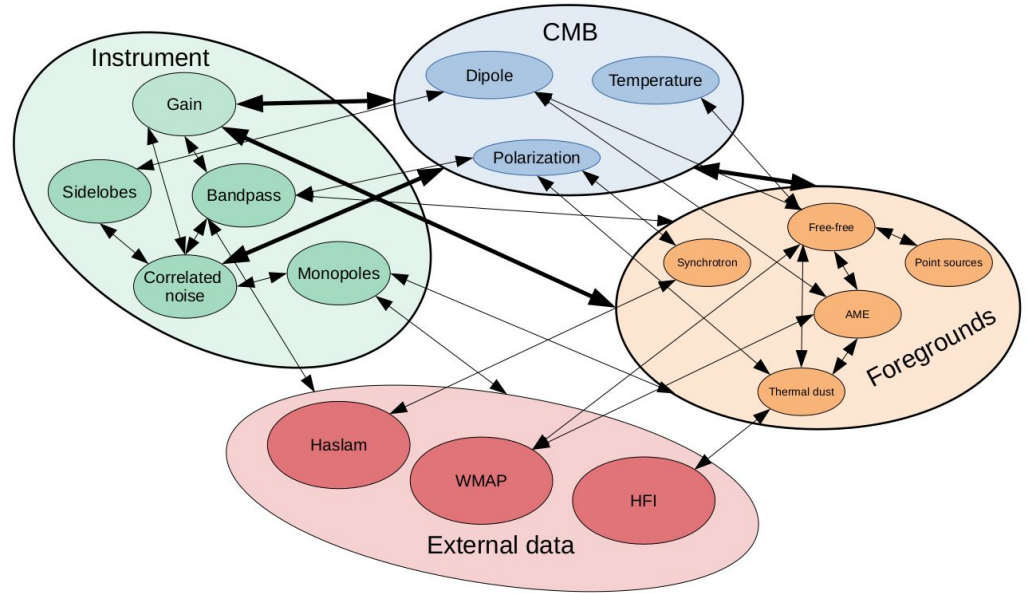 CMB
Instrument
Dipole
Temperature
Gain
Polarization
Sidelobes
Bandpass
Free-free
Synchrotron
Point sources
Correlated
noise
Monopoles
AME
Foregrounds
Thermal dust
Haslam
WMAP
HFI
External data